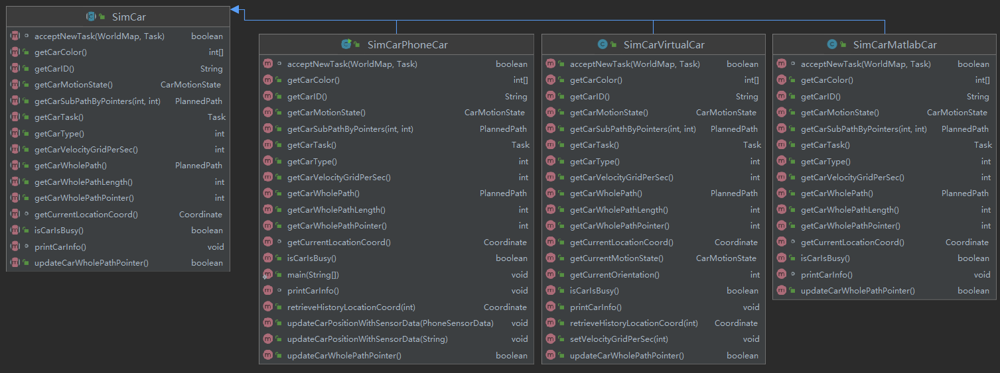 SimCar
acceptNewTask(WorldMap, Task) boolean
getCarColor() int[]
getCarID() String
getCarMotionState() CarMotionState
getCarSubPathByPointers(int, int) PlannedPath
getCarTask() Task
getCarType() int
getCarVelocityGridPerSec() int
getCarWholePath() PlannedPath
getCarWholePathLength() int
getCarWholePathPointer() int
getCurrentLocationCoord() Coordinate
isCarIsBusy() boolean
printCarInfo() void
updateCarWholePathPointer() boolean
SimCarPhoneCar
acceptNewTask(WorldMap, Task) boolean
getCarColor() int[]
getCarID() String
getCarMotionState() CarMotionState
getCarSubPathByPointers(int, int) PlannedPath
getCarTask() Task
getCarType() int
getCarVelocityGridPerSec() int
getCarWholePath() PlannedPath
getCarWholePathLength() int
getCarWholePathPointer() int
getCurrentLocationCoord() Coordinate
isCarIsBusy() boolean
main(String[]) void
printCarInfo() void
retrieveHistoryLocationCoord(int) Coordinate
updateCarPositionWithSensorData(PhoneSensorData) void
updateCarPositionWithSensorData(String) void
updateCarWholePathPointer() boolean
SimCarVirtualCar
acceptNewTask(WorldMap, Task) boolean
getCarColor() int[]
getCarID() String
getCarMotionState() CarMotionState
getCarSubPathByPointers(int, int) PlannedPath
getCarTask() Task
getCarType() int
getCarVelocityGridPerSec() int
getCarWholePath() PlannedPath
getCarWholePathLength() int
getCarWholePathPointer() int
getCurrentLocationCoord() Coordinate
getCurrentMotionState() CarMotionState
getCurrentOrientation() int
isCarIsBusy() boolean
printCarInfo() void
retrieveHistoryLocationCoord(int) Coordinate
setVelocityGridPerSec(int) void
updateCarWholePathPointer() boolean
SimCarMatlabCar
acceptNewTask(WorldMap, Task) boolean
getCarColor() int[]
getCarID() String
getCarMotionState() CarMotionState
getCarSubPathByPointers(int, int) PlannedPath
getCarTask() Task
getCarType() int
getCarVelocityGridPerSec() int
getCarWholePath() PlannedPath
getCarWholePathLength() int
getCarWholePathPointer() int
getCurrentLocationCoord() Coordinate
isCarIsBusy() boolean
printCarInfo() void
updateCarWholePathPointer() boolean